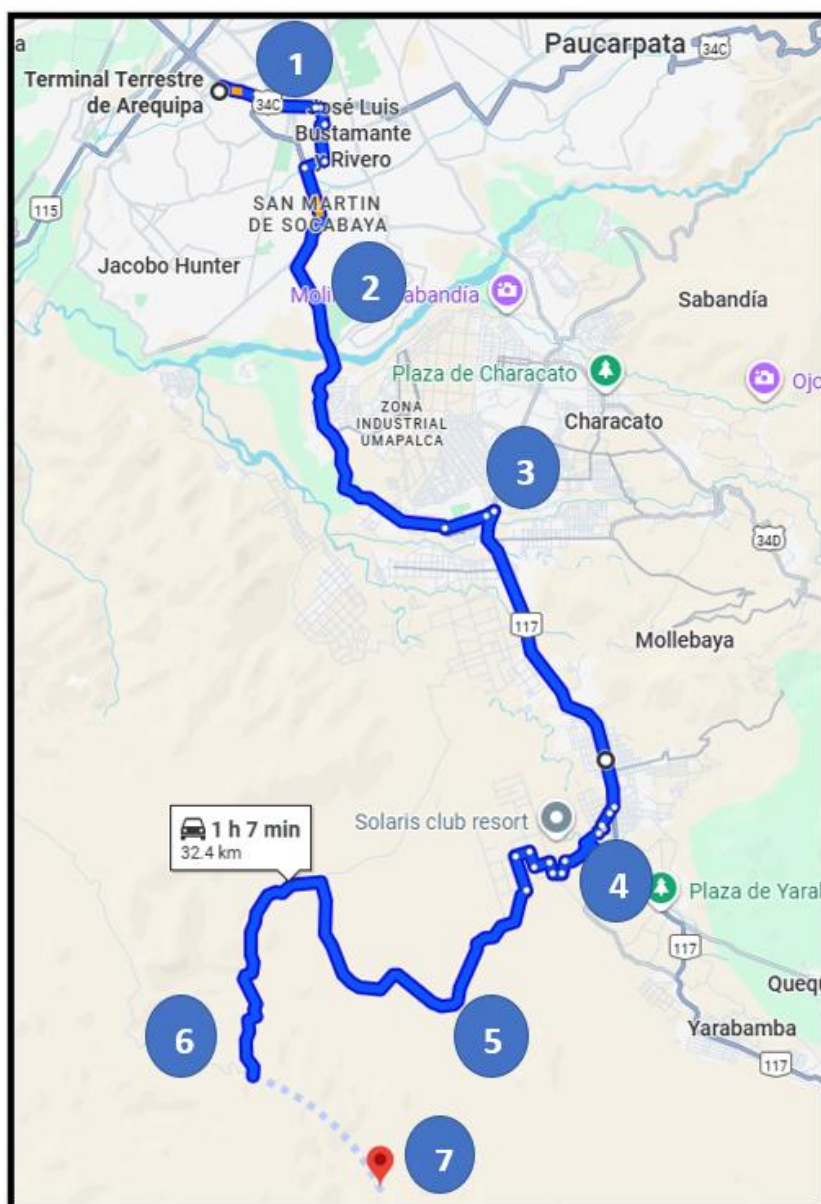 1
Paucarpata
34C
Terminal Terrestre
de Arequipa
34C
José Luis
Bustamante
y Rivero
115
SAN MARTIN
DE SOCABAYA
Jacobo Hunter
2
Sabandía
Plaza de Characato
ZONA
INDUSTRIAL
UMAPALCA
Characato
3
34D
117
Mollebaya
1 h 7 min
32.4 km
Solaris club resort
4
Plaza de
117
Yarabamba
117
6
5
7